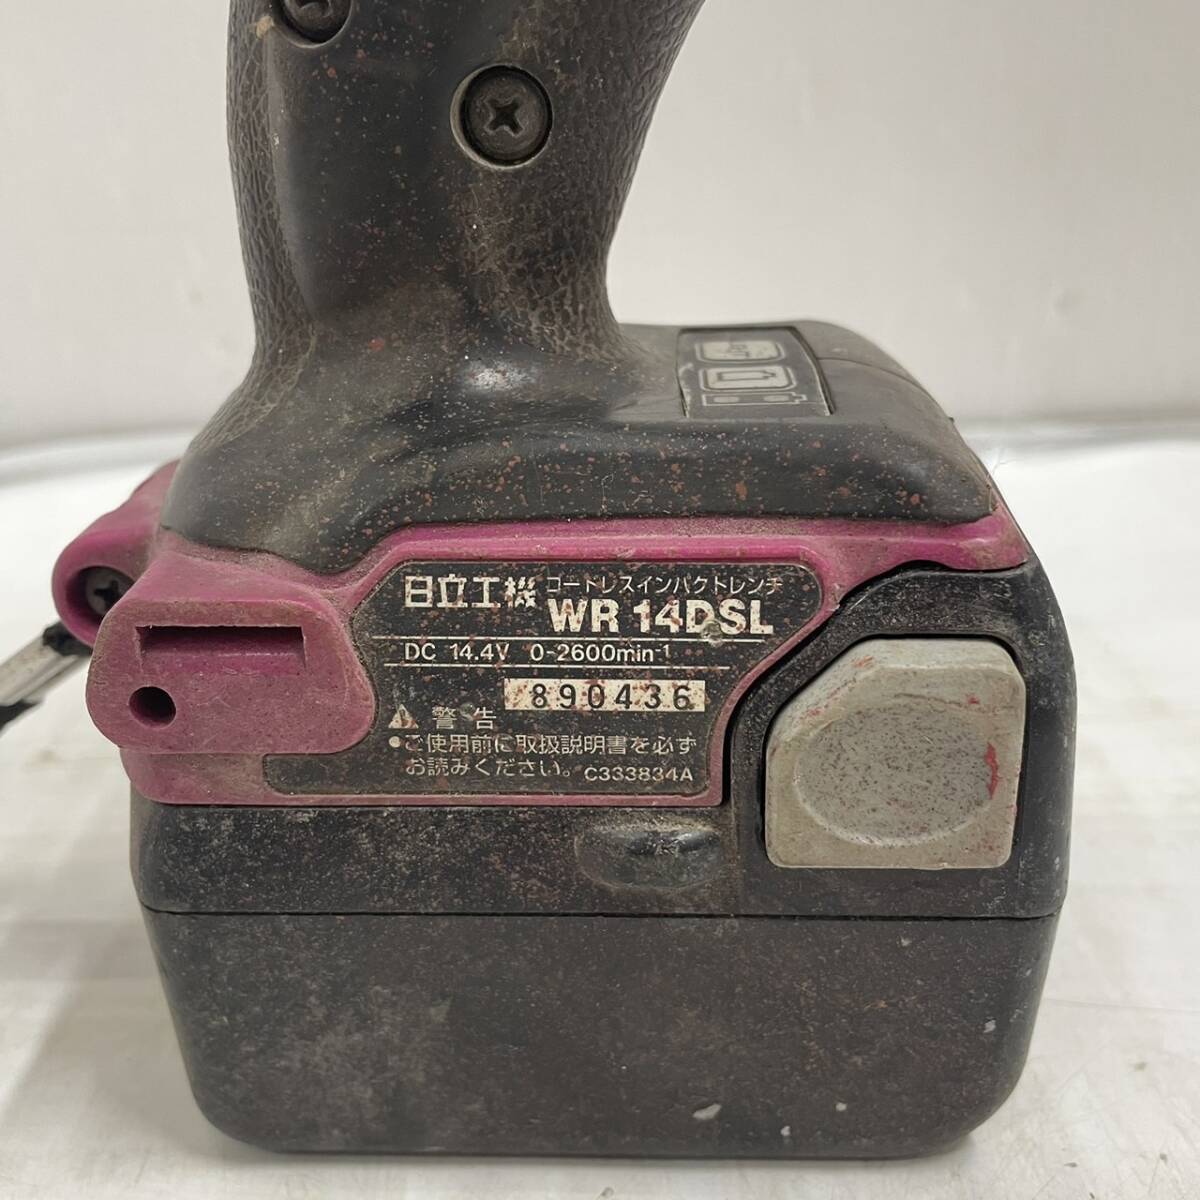 日立工機 コードレスインパクトレンチ
WR 14DSL
DC 14.4V 0-2600min⁻¹
890436
警告
●ご使用前に取扱説明書を必ず
お読みください。 C333834A